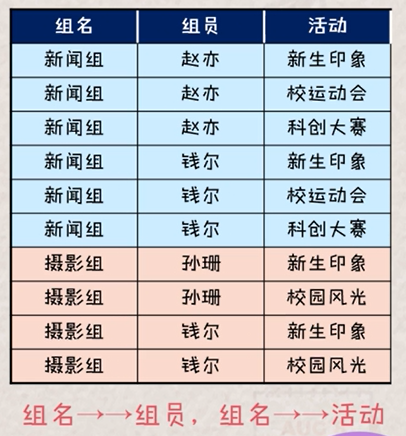 组名 组员 活动
新闻组 赵亦 新生印象
新闻组 赵亦 校运动会
新闻组 赵亦 科创大赛
新闻组 钱尔 新生印象
新闻组 钱尔 校运动会
新闻组 钱尔 科创大赛
摄影组 孙珊 新生印象
摄影组 孙珊 校园风光
摄影组 钱尔 新生印象
摄影组 钱尔 校园风光
组名→→组员，组名→→活动